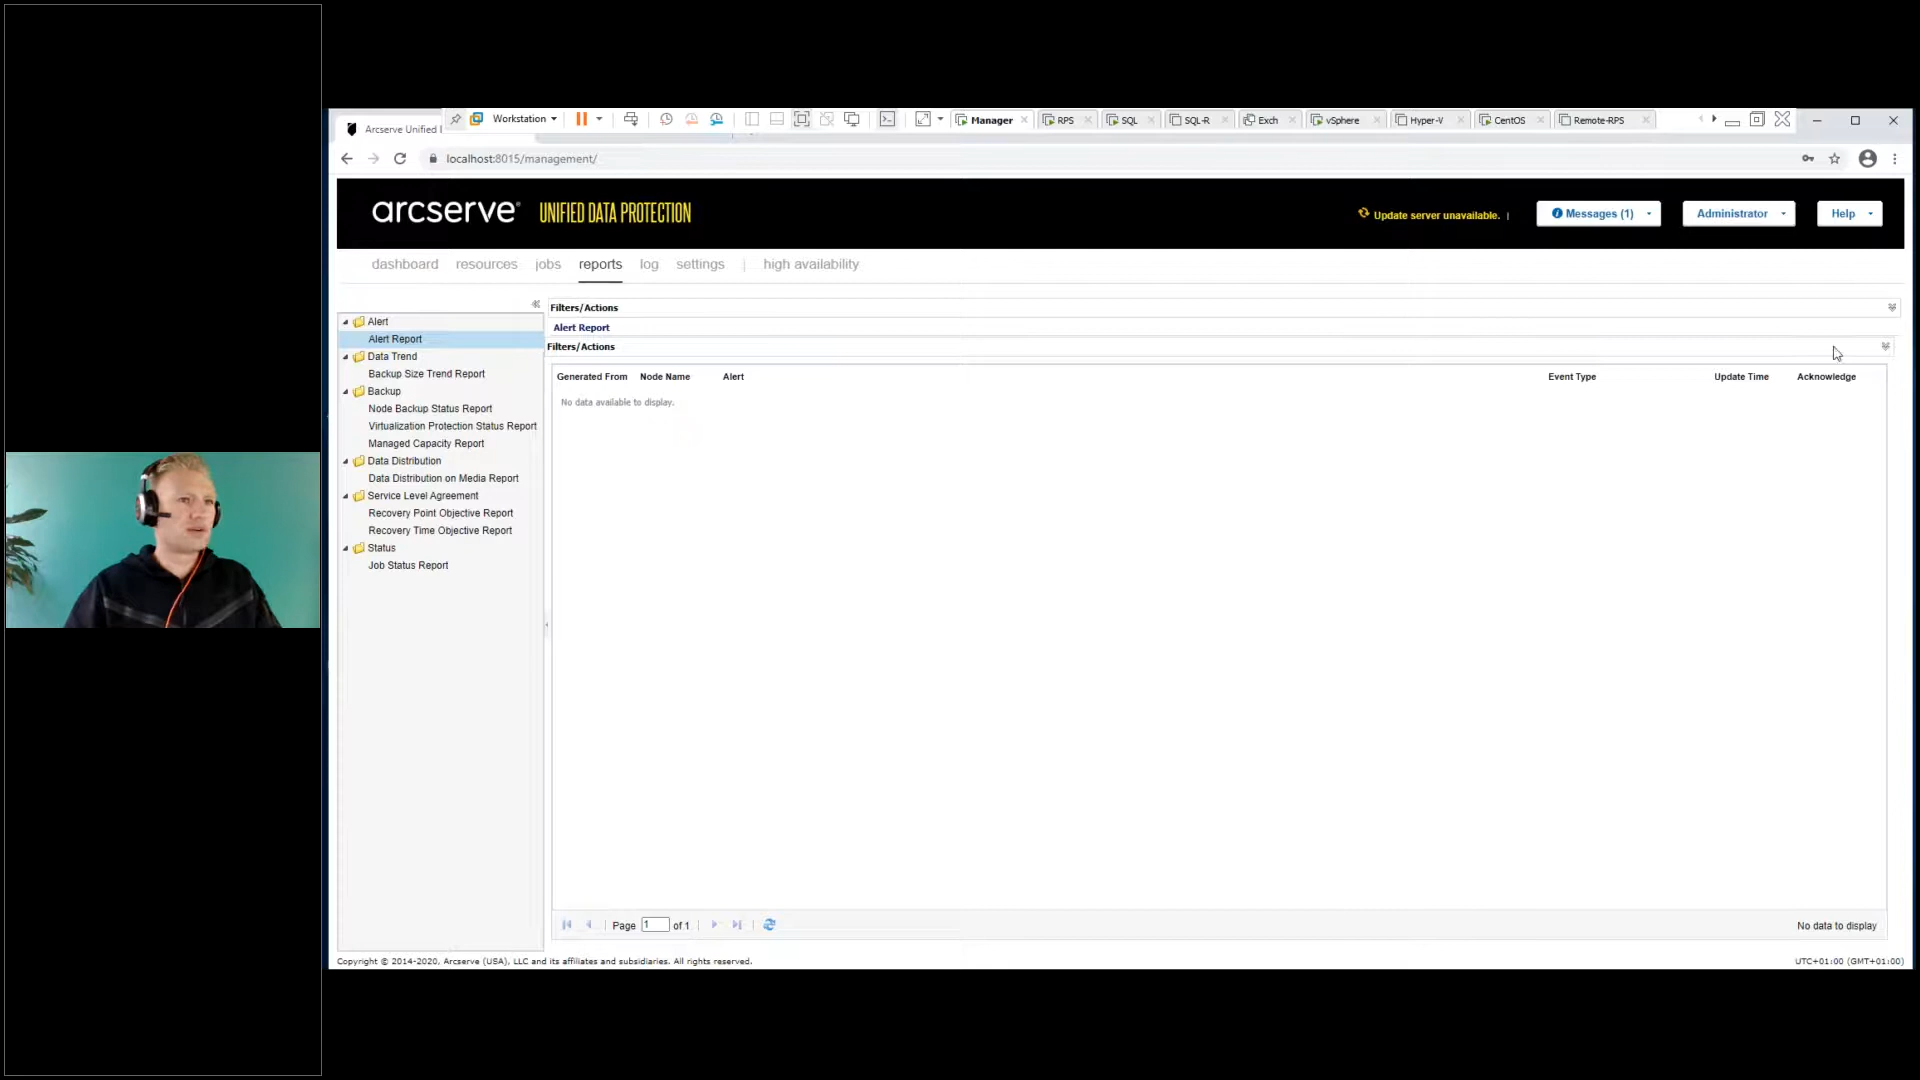 Arcserve Unified
Workstation
Manager
RPS
SQL
SQL-R
Exch
vSphere
Hyper-V
CentOS
Remote-RPS
localhost:8015/management/
arcserve® UNIFIED DATA PROTECTION
Update server unavailable. |
Messages (1)
Administrator
Help
dashboard
resources
jobs
reports
log
settings
high availability
Filters/Actions
Alert
Alert Report
Data Trend
Backup Size Trend Report
Backup
Node Backup Status Report
Virtualization Protection Status Report
Managed Capacity Report
Data Distribution
Data Distribution on Media Report
Service Level Agreement
Recovery Point Objective Report
Recovery Time Objective Report
Status
Job Status Report
Alert Report
Filters/Actions
Generated From
Node Name
Alert
Event Type
Update Time
Acknowledge
No data available to display.
Page 1 of 1
No data to display
Copyright © 2014-2020, Arcserve (USA), LLC and its affiliates and subsidiaries. All rights reserved.
UTC+01:00 (GMT+01:00)